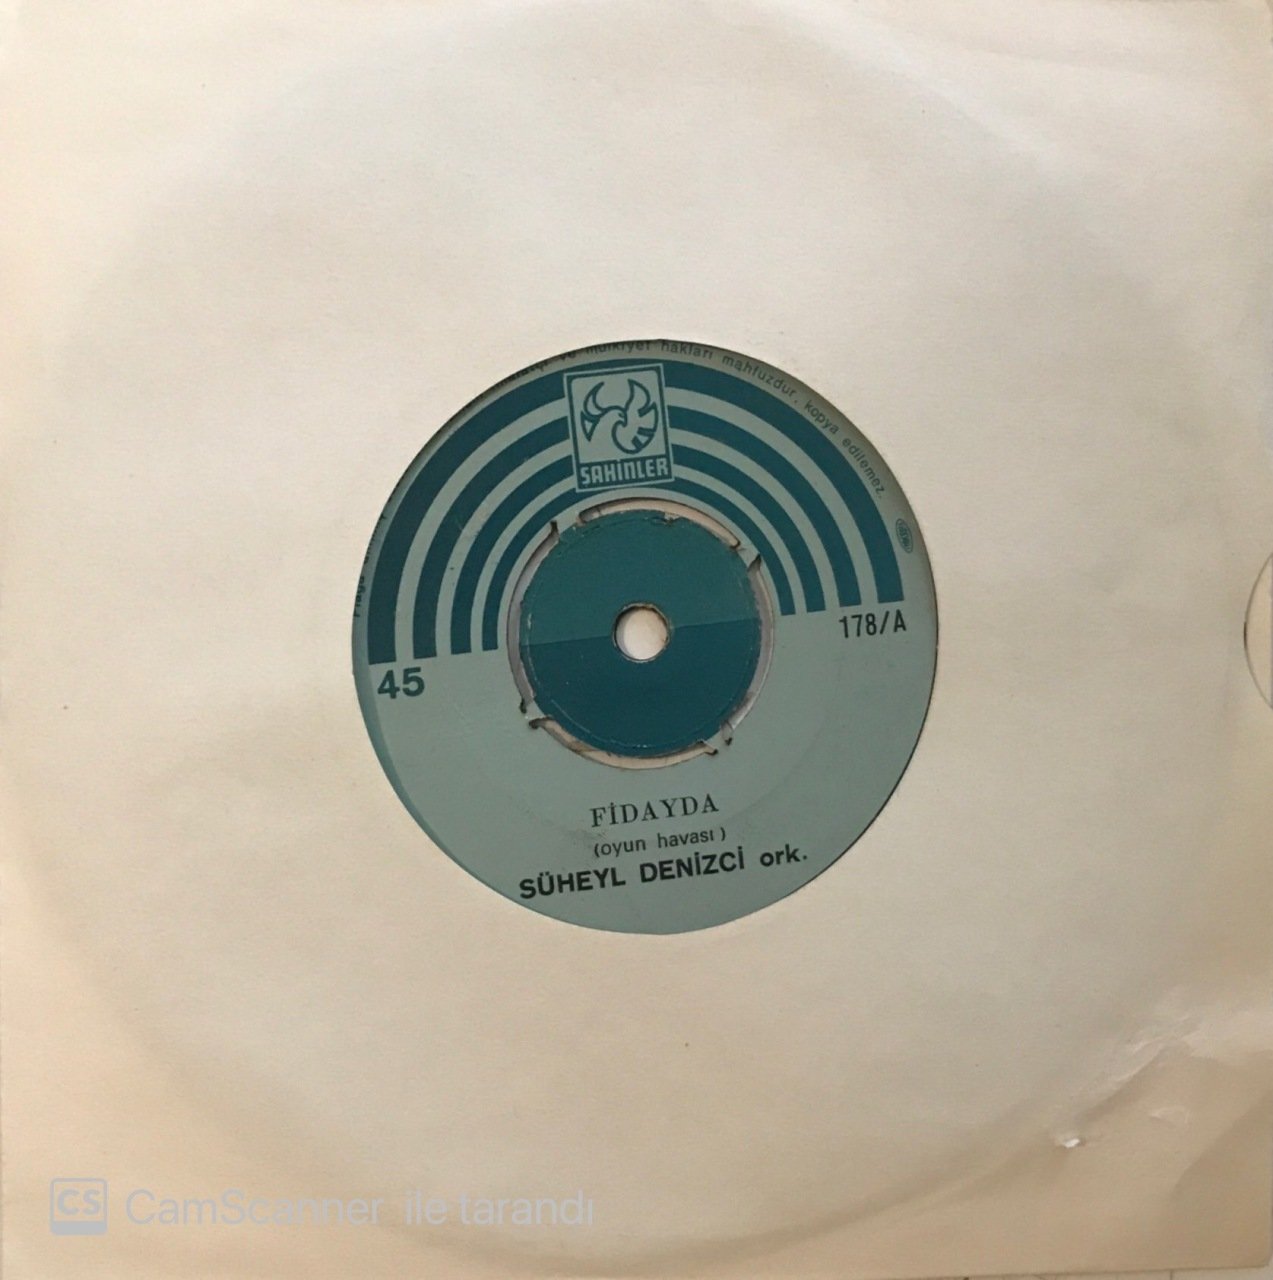 ve mülkiyet hakları mahfuzdur, kopya edilemez.
SAHiNLER
178/A
45
FİDAYDA
(oyun havası)
SÜHEYL DENİZCİ ork.
CS CamScanner ile tarandı